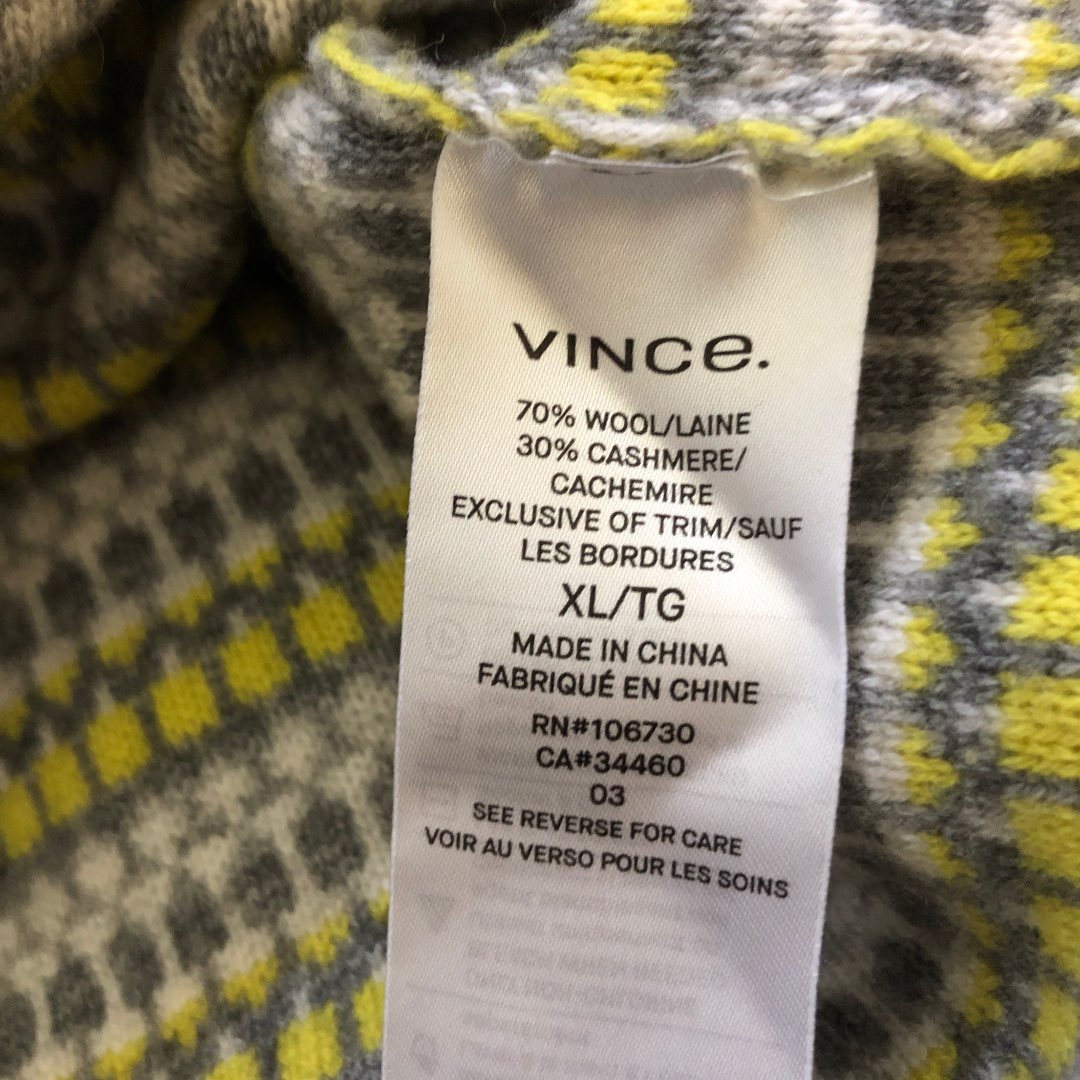 VINCe.
70% WOOL/LAINE
30% CASHMERE/
CACHEMIRE
EXCLUSIVE OF TRIM/SAUF
LES BORDURES
XL/TG
MADE IN CHINA
FABRIQUÉ EN CHINE
RN#106730
CA#34460
03
SEE REVERSE FOR CARE
VOIR AU VERSO POUR LES SOINS